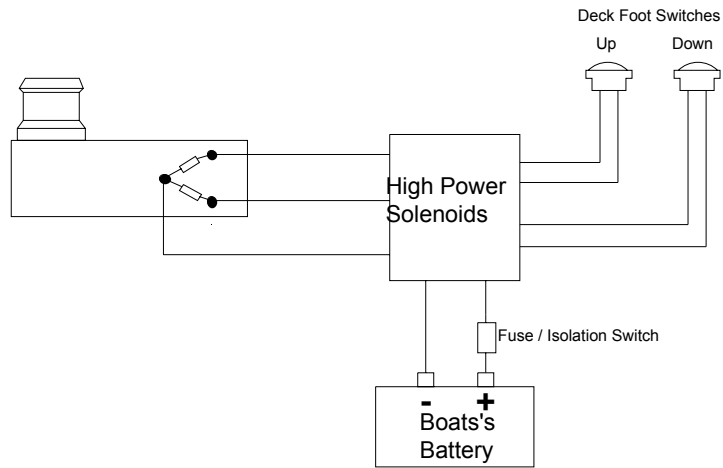 Deck Foot Switches
Up Down
High Power
Solenoids
Fuse / Isolation Switch
- +
Boats's
Battery